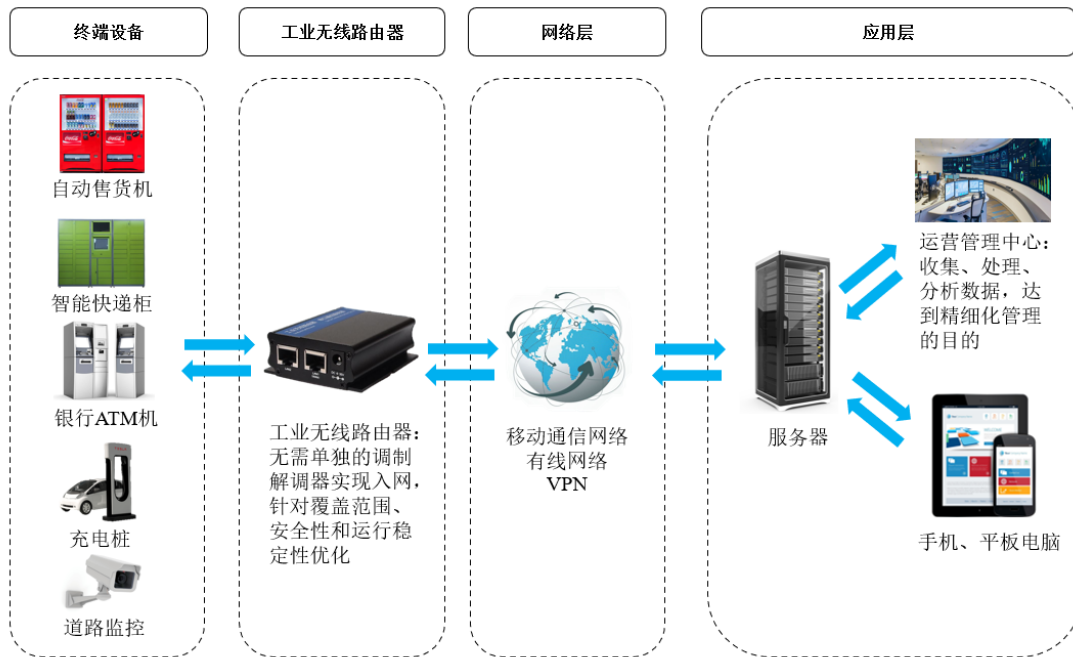 终端设备
工业无线路由器
网络层
应用层
自动售货机
智能快递柜
银行ATM机
充电桩
道路监控
工业无线路由器：
无需单独的调制
解调器实现入网，
针对覆盖范围、
安全性和运行稳
定性优化
移动通信网络
有线网络
VPN
服务器
运营管理中心：
收集、处理、
分析数据，达
到精细化管理
的目的
手机、平板电脑